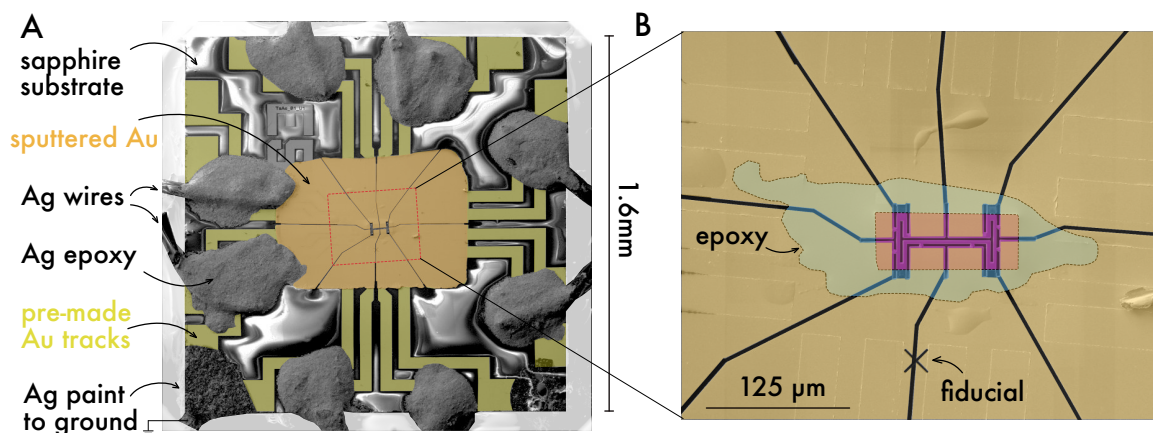 A
sapphire
substrate
sputtered Au
Ag wires
Ag epoxy
pre-made
Au tracks
Ag paint
to ground
1.6mm
B
epoxy
125 μm
fiducial